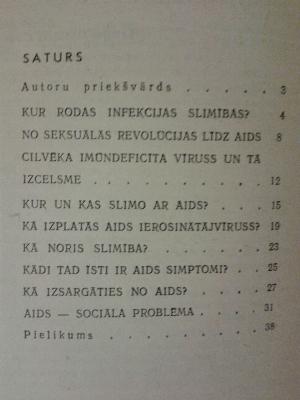 SATURS
Autoru priekšvārds . . . . . 3
KUR RODAS INFEKCIJAS SLIMĪBAS? 4
NO SEKSUĀLĀS REVOLŪCIJAS LĪDZ AIDS 8
CILVĒKA IMŪNDEFICĪTA VĪRUSS UN TĀ
IZCELSME . . . . . . . . 12
KUR UN KAS SLIMO AR AIDS? . . 15
KĀ IZPLATĀS AIDS IEROSINĀTĀJVĪRUSS? 19
KĀ NORIS SLIMĪBA? . . . . 23
KĀDI TAD ĪSTI IR AIDS SIMPTOMI? . . 25
KĀ IZSARGĀTIES NO AIDS? . . . . 27
AIDS — SOCIĀLA PROBLĒMA . . . . 31
Pielikums . . . . . . . . 38